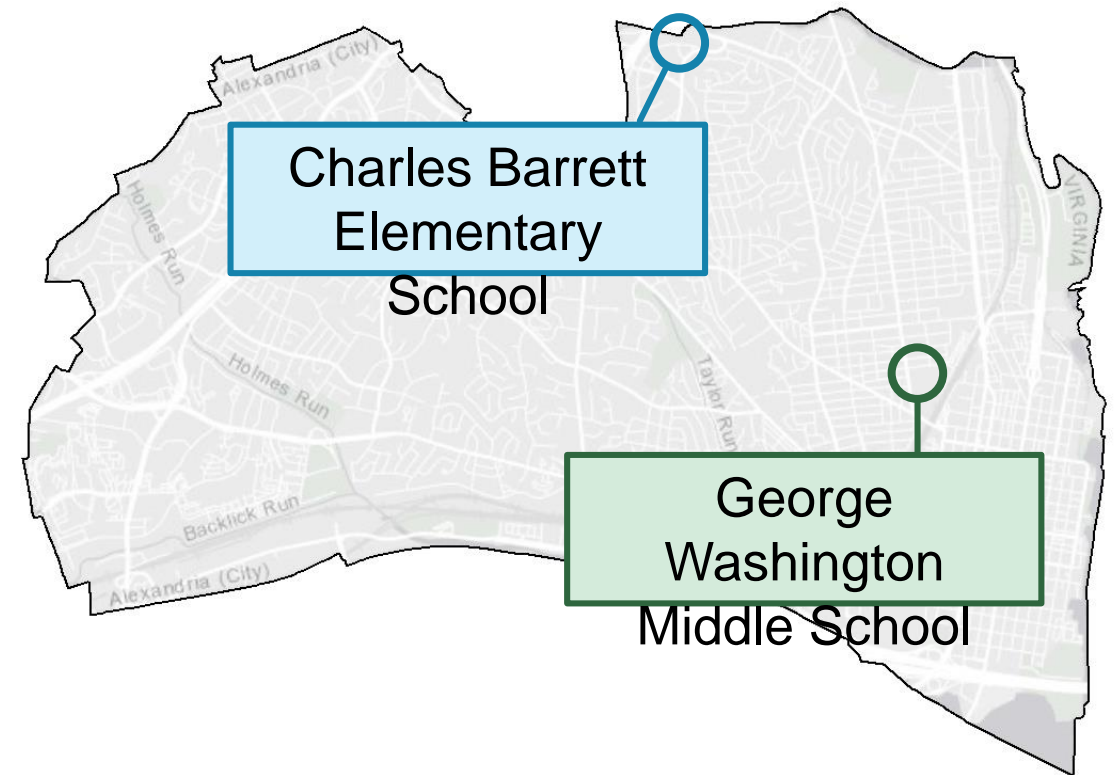 Alexandria (City)
Charles Barrett
Elementary
School
Holmes Run
VIRGINIA
Holmes Run
Taylor Run
George
Washington
Middle School
Backlick Run
Alexandria (City)